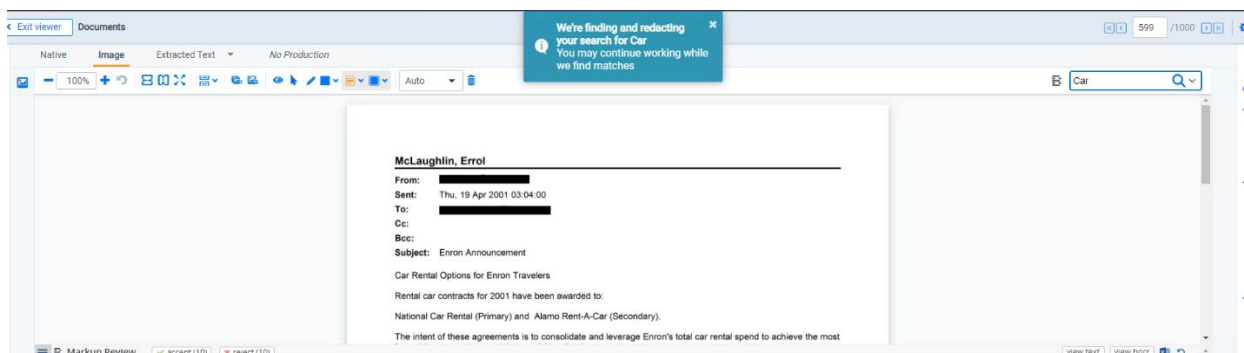 Exit viewer Documents
We're finding and redacting your search for Car
You may continue working while we find matches
599 /1000
Native Image Extracted Text No Production
100% Auto Car
McLaughlin, Errol
From:
Sent: Thu, 19 Apr 2001 03:04:00
To:
Cc:
Bcc:
Subject: Enron Announcement
Car Rental Options for Enron Travelers
Rental car contracts for 2001 have been awarded to:
National Car Rental (Primary) and Alamo Rent-A-Car (Secondary).
The intent of these agreements is to consolidate and leverage Enron's total car rental spend to achieve the most
Markup Review accept (10) reject (10) view text view hocr